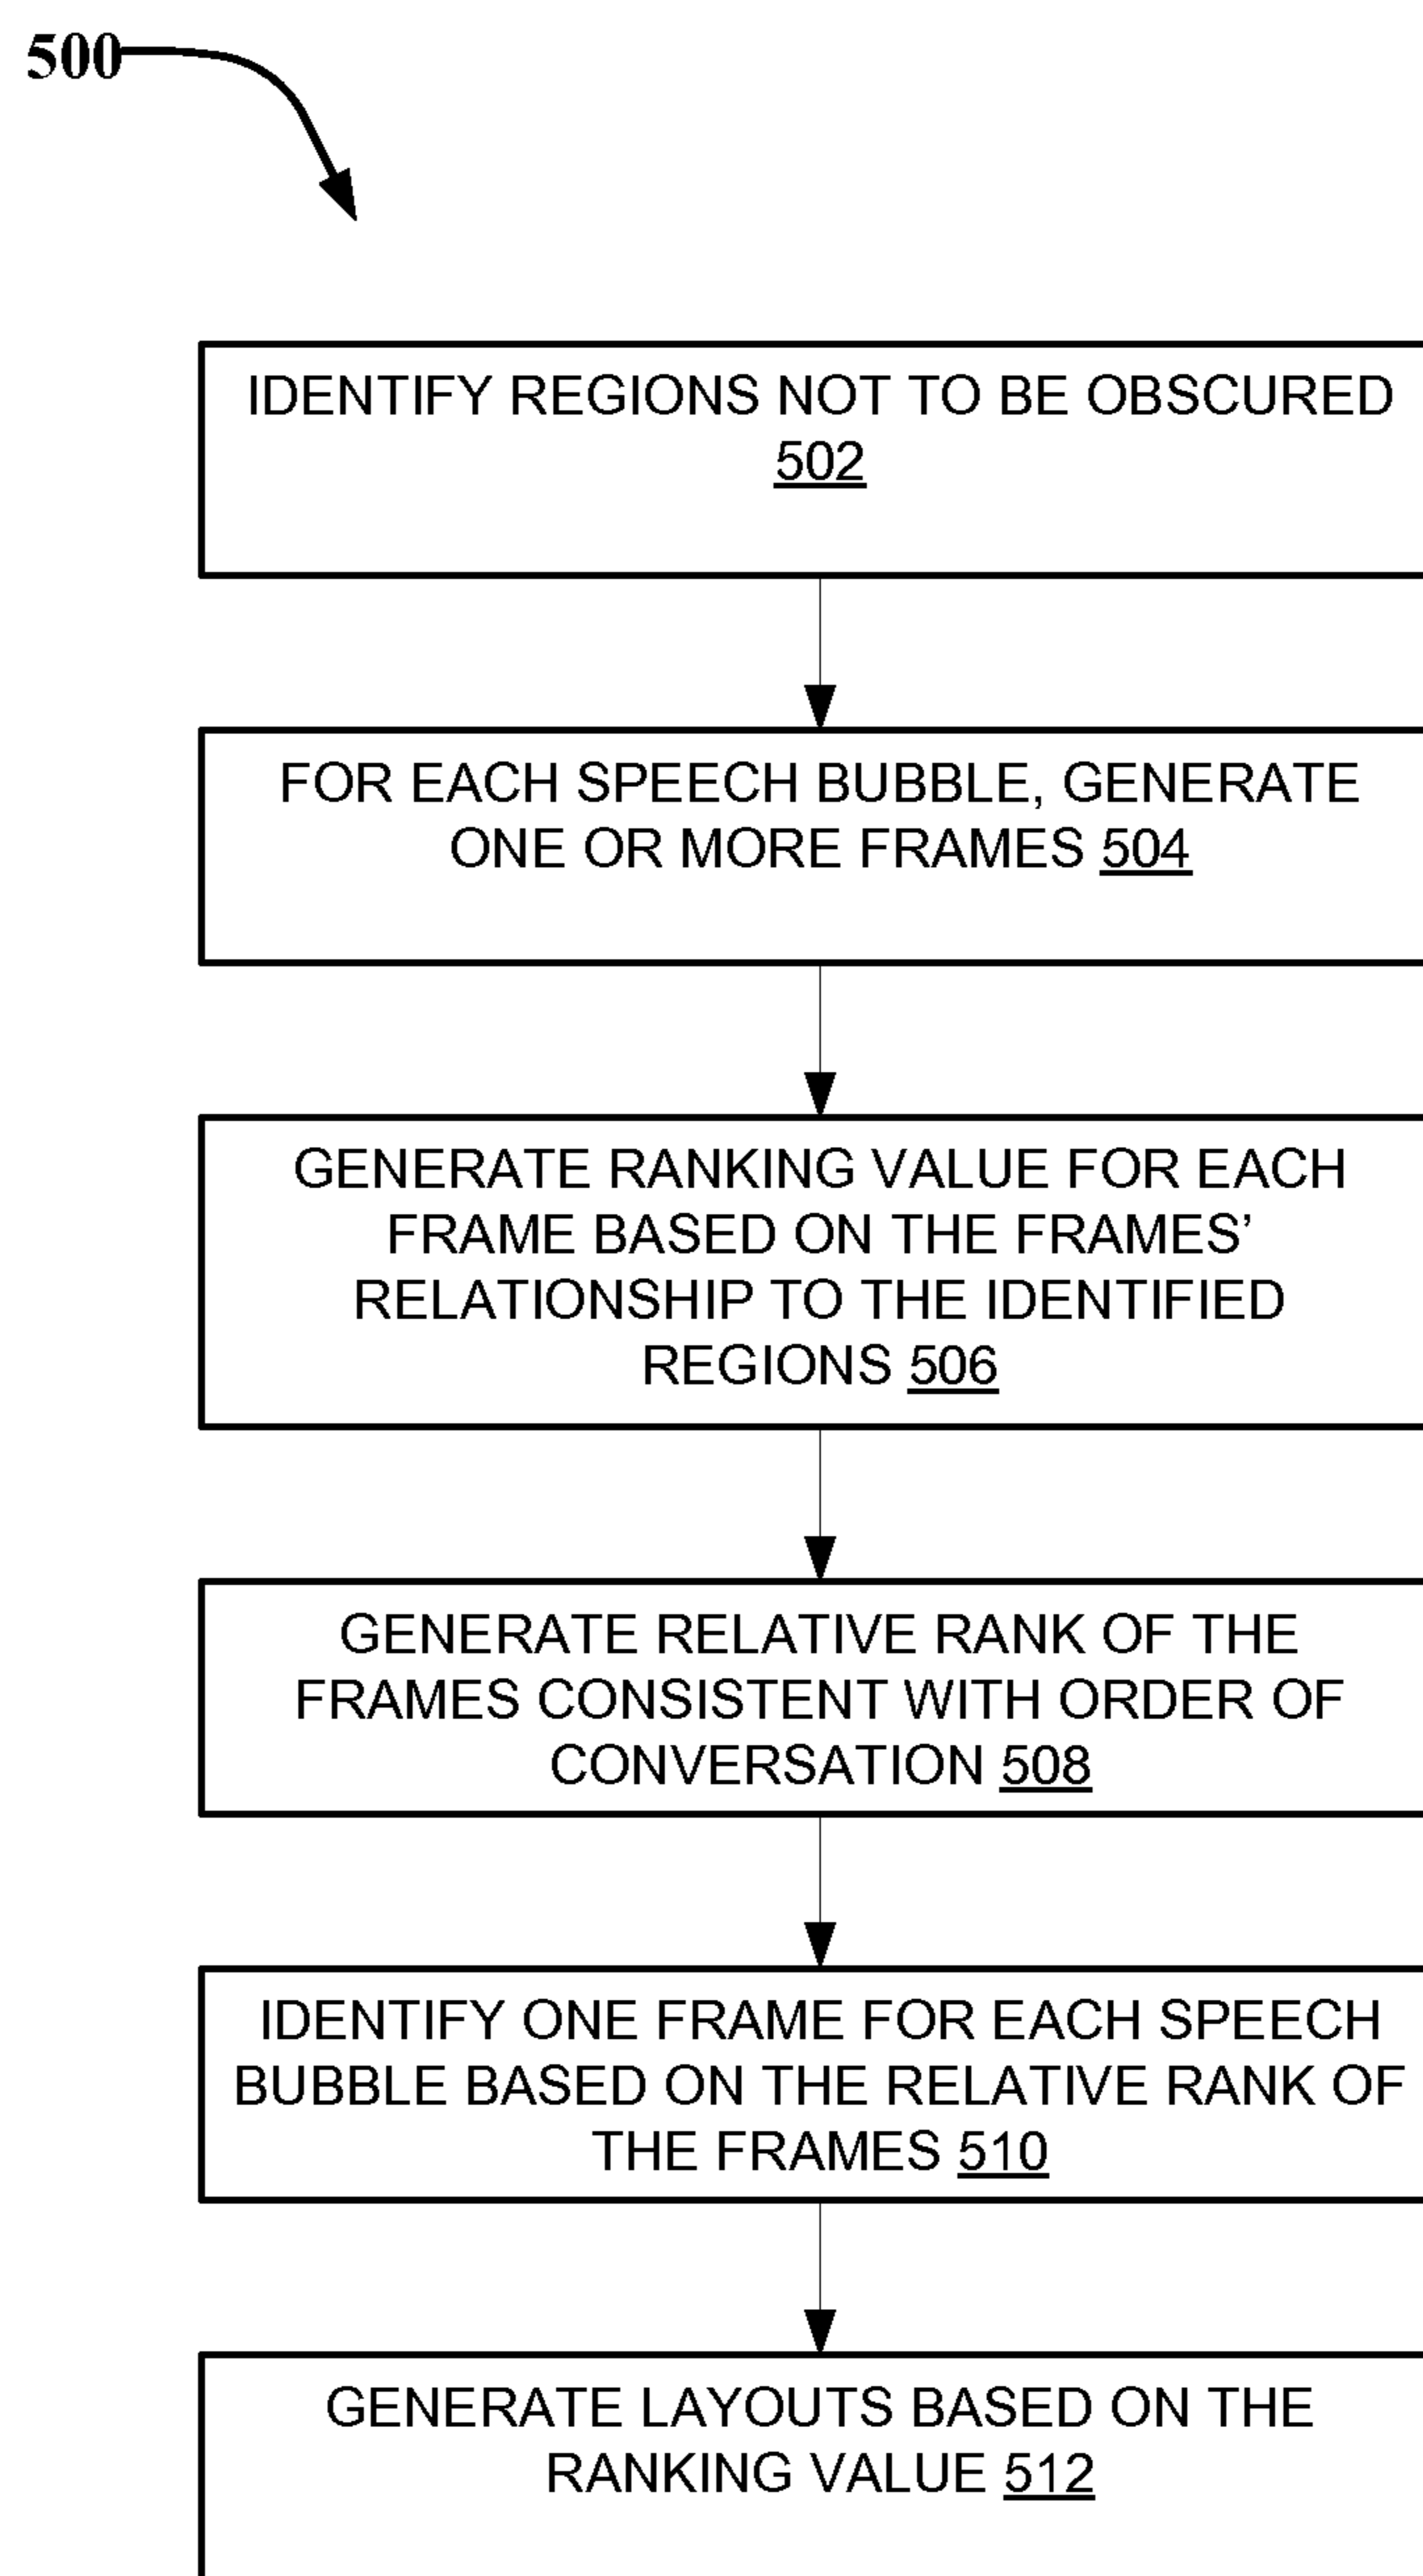 500
IDENTIFY REGIONS NOT TO BE OBSCURED
502
FOR EACH SPEECH BUBBLE, GENERATE
ONE OR MORE FRAMES 504
GENERATE RANKING VALUE FOR EACH
FRAME BASED ON THE FRAMES’
RELATIONSHIP TO THE IDENTIFIED
REGIONS 506
GENERATE RELATIVE RANK OF THE
FRAMES CONSISTENT WITH ORDER OF
CONVERSATION 508
IDENTIFY ONE FRAME FOR EACH SPEECH
BUBBLE BASED ON THE RELATIVE RANK OF
THE FRAMES 510
GENERATE LAYOUTS BASED ON THE
RANKING VALUE 512